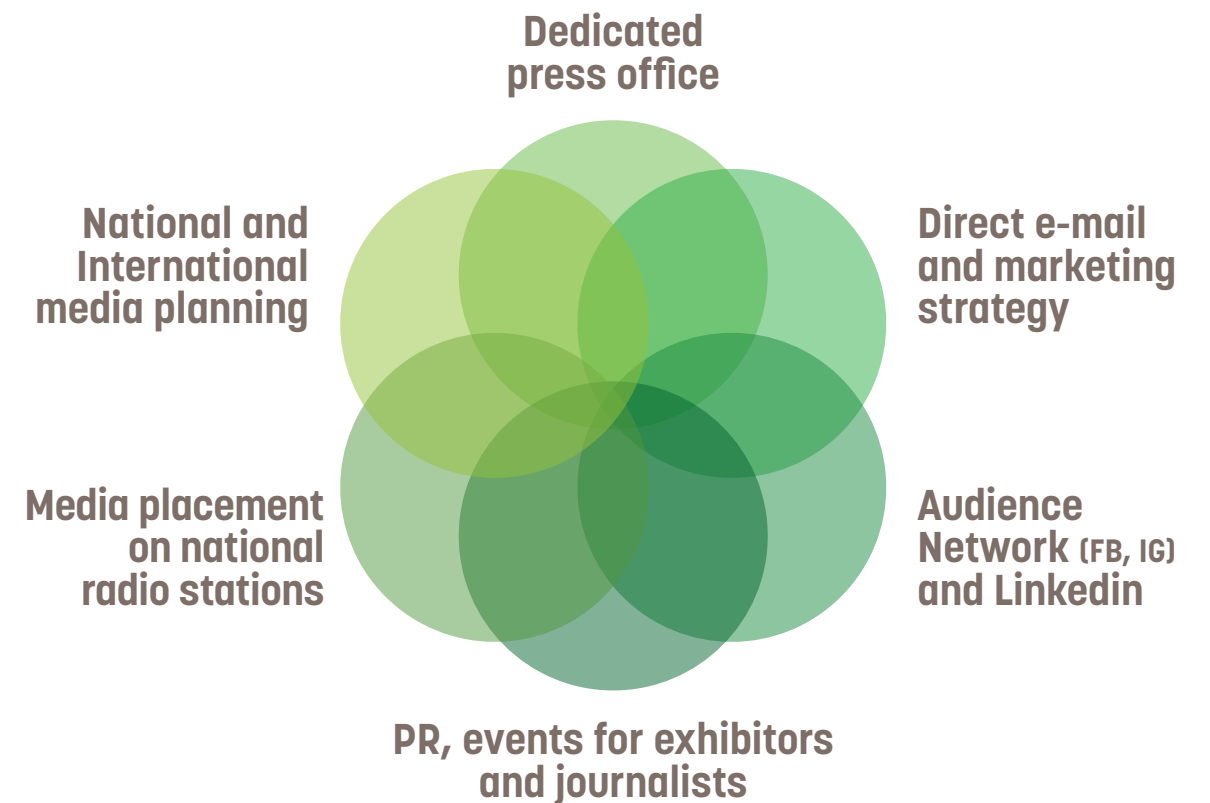 Dedicated
press office
National and
International
media planning
Direct e-mail
and marketing
strategy
Media placement
on national
radio stations
Audience
Network (FB, IG)
and Linkedin
PR, events for exhibitors
and journalists